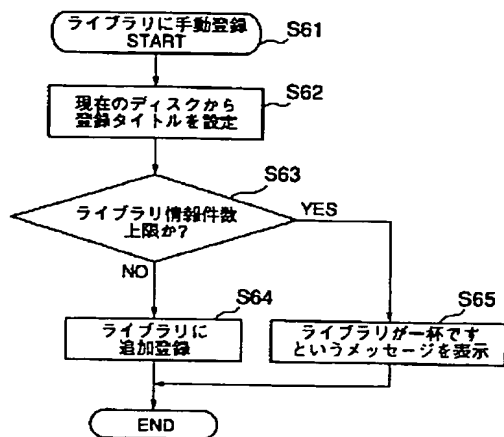 ライブラリに手動登録
START
S61
現在のディスクから
登録タイトルを設定
S62
ライブラリ情報件数
上限か?
S63
YES
NO
ライブラリに
追加登録
S64
ライブラリが一杯です
というメッセージを表示
S65
END